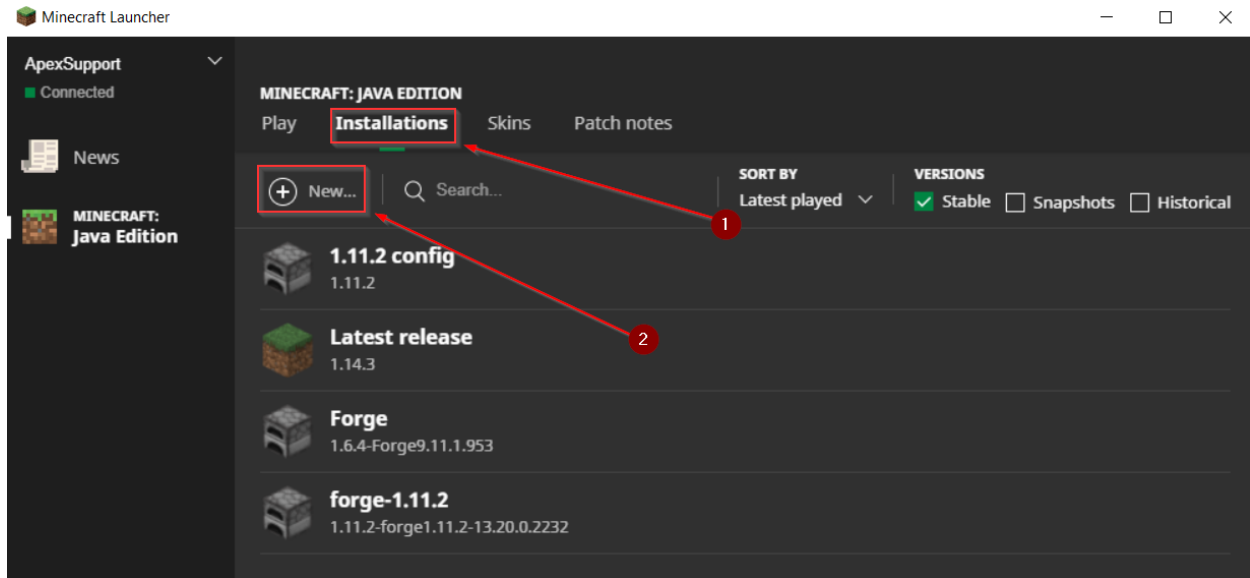 Minecraft Launcher
ApexSupport
Connected
News
MINECRAFT:
Java Edition
MINECRAFT: JAVA EDITION
Play Installations Skins Patch notes
New... Search...
SORT BY
Latest played
VERSIONS
Stable Snapshots Historical
1
1.11.2 config
1.11.2
Latest release
1.14.3
2
Forge
1.6.4-Forge9.11.1.953
forge-1.11.2
1.11.2-forge1.11.2-13.20.0.2232